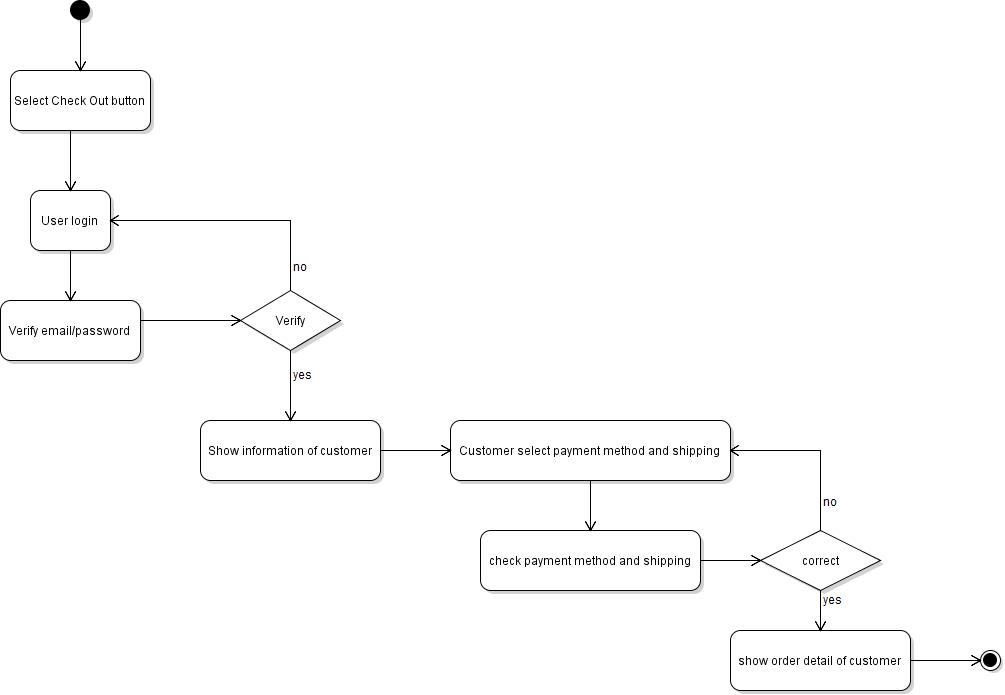 Select Check Out button
User login
no
Verify email/password
Verify
yes
Show information of customer
Customer select payment method and shipping
no
check payment method and shipping
correct
yes
show order detail of customer